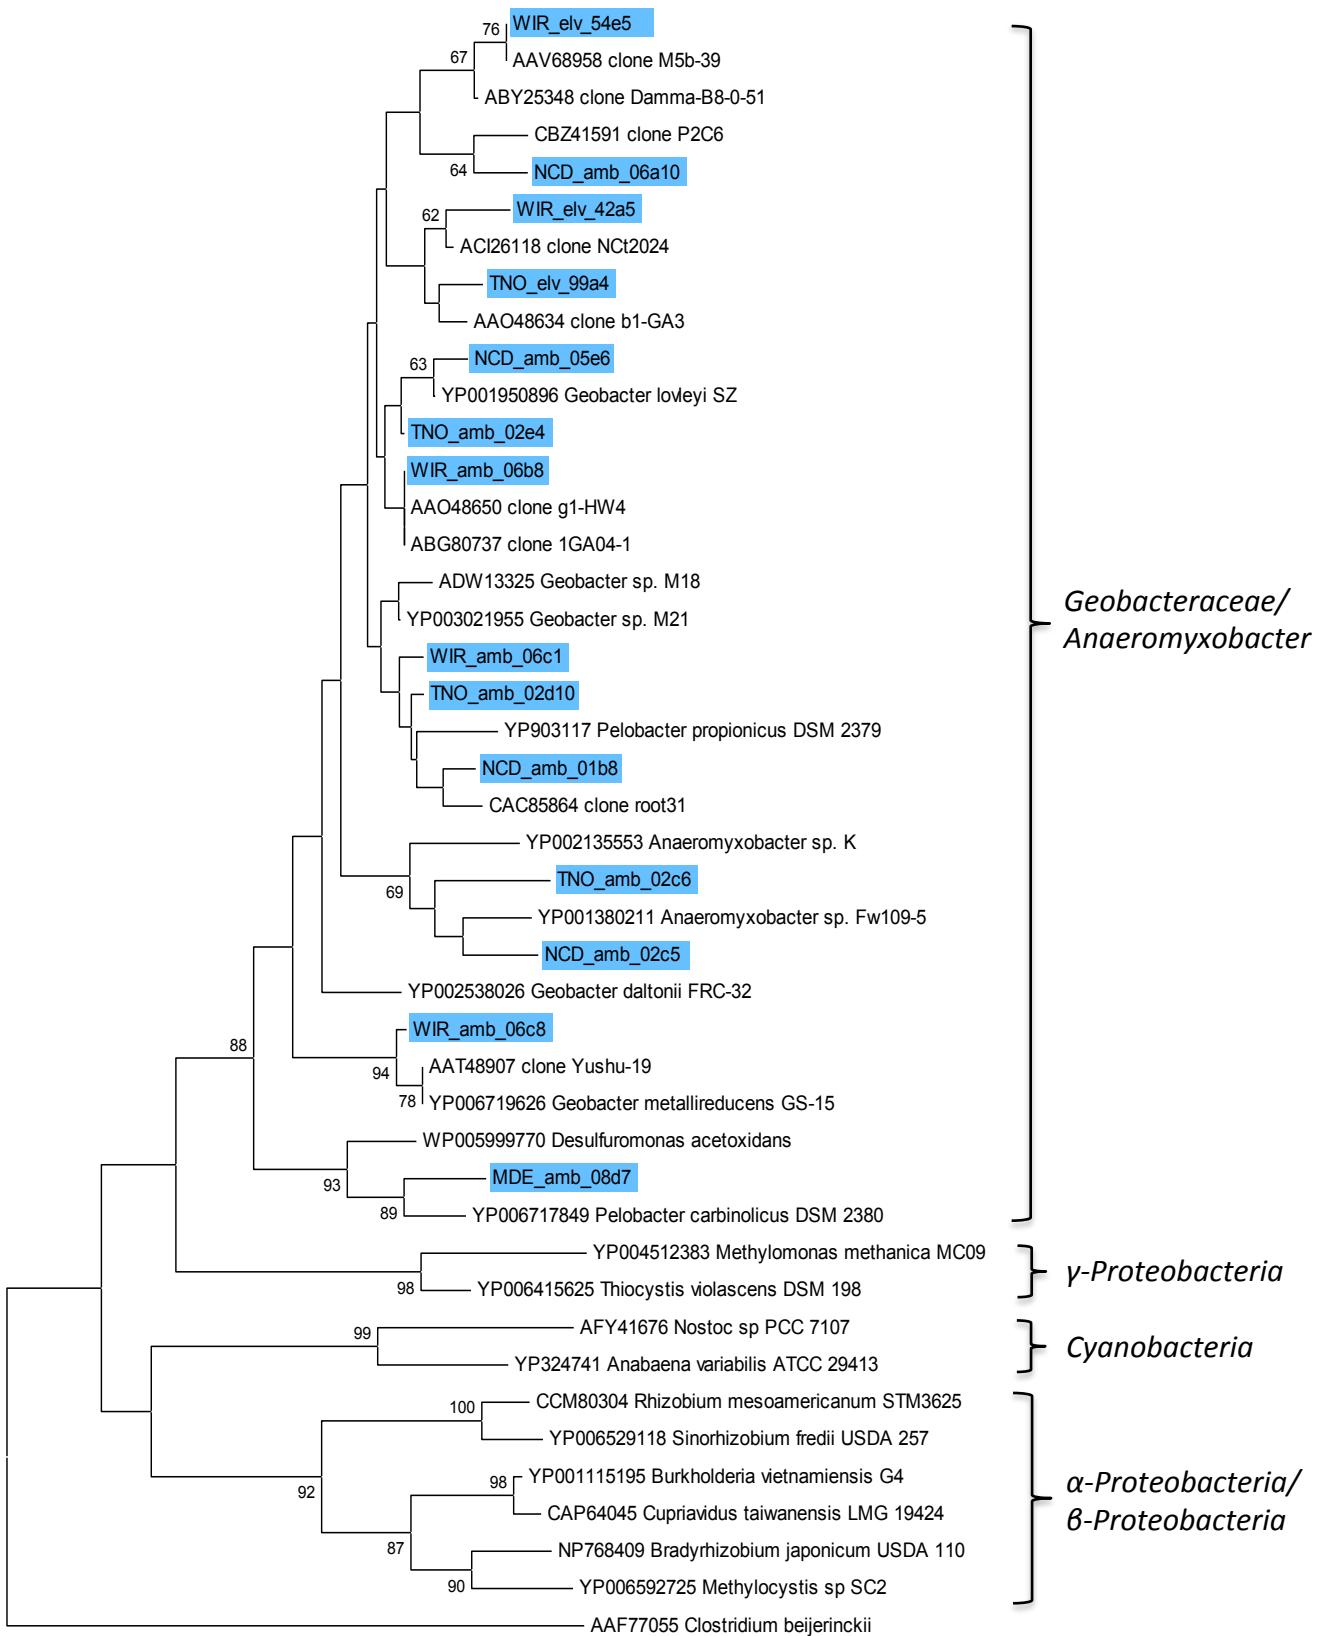 76
WIR_elv_54e5
67
AAV68958 clone M5b-39
ABY25348 clone Damma-B8-0-51
CBZ41591 clone P2C6
64
NCD_amb_06a10
62
WIR_elv_42a5
ACI26118 clone NCt2024
TNO_elv_99a4
AAO48634 clone b1-GA3
63
NCD_amb_05e6
YP001950896 Geobacter lovleyi SZ
TNO_amb_02e4
WIR_amb_06b8
AAO48650 clone g1-HW4
ABG80737 clone 1GA04-1
ADW13325 Geobacter sp. M18
YP003021955 Geobacter sp. M21
Geobacteraceae/
Anaeromyxobacter
WIR_amb_06c1
TNO_amb_02d10
YP903117 Pelobacter propionicus DSM 2379
NCD_amb_01b8
CAC85864 clone root31
YP002135553 Anaeromyxobacter sp. K
69
TNO_amb_02c6
YP001380211 Anaeromyxobacter sp. Fw109-5
NCD_amb_02c5
YP002538026 Geobacter daltonii FRC-32
88
WIR_amb_06c8
94
AAT48907 clone Yushu-19
78
YP006719626 Geobacter metallireducens GS-15
WP005999770 Desulfuromonas acetoxidans
93
MDE_amb_08d7
89
YP006717849 Pelobacter carbinolicus DSM 2380
YP004512383 Methylomonas methanica MC09
98
YP006415625 Thiocystis violascens DSM 198
γ-Proteobacteria
99
AFY41676 Nostoc sp PCC 7107
YP324741 Anabaena variabilis ATCC 29413
Cyanobacteria
100
CCM80304 Rhizobium mesoamericanum STM3625
YP006529118 Sinorhizobium fredii USDA 257
92
98
YP001115195 Burkholderia vietnamiensis G4
CAP64045 Cupriavidus taiwanensis LMG 19424
α-Proteobacteria/
β-Proteobacteria
87
NP768409 Bradyrhizobium japonicum USDA 110
90
YP006592725 Methylocystis sp SC2
AAF77055 Clostridium beijerinckii